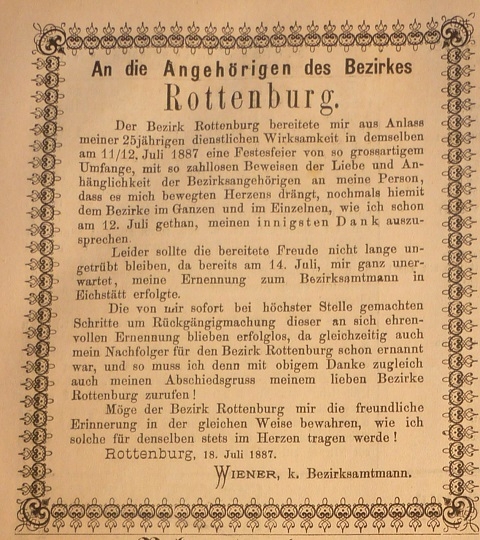 An die Angehörigen des Bezirkes
Rottenburg.
Der Bezirk Rottenburg bereitete mir aus Anlass
meiner 25jährigen dienstlichen Wirksamkeit in demselben
am 11/12. Juli 1887 eine Festesfeier von so grossartigem
Umfange, mit so zahllosen Beweisen der Liebe und An-
hänglichkeit der Bezirksangehörigen an meine Person,
dass es mich bewegten Herzens drängt, nochmals hiemit
dem Bezirke im Ganzen und im Einzelnen, wie ich schon
am 12. Juli gethan, meinen innigsten Dank auszu-
sprechen.
Leider sollte die bereitete Freude nicht lange un-
getrübt bleiben, da bereits am 14. Juli, mir ganz uner-
wartet, meine Ernennung zum Bezirksamtmann in
Eichstätt erfolgte.
Die von mir sofort bei höchster Stelle gemachten
Schritte um Rückgängigmachung dieser an sich ehren-
vollen Ernennung blieben erfolglos, da gleichzeitig auch
mein Nachfolger für den Bezirk Rottenburg schon ernannt
war, und so muss ich denn mit obigem Danke zugleich
auch meinen Abschiedsgruss meinem lieben Bezirke
Rottenburg zurufen!
Möge der Bezirk Rottenburg mir die freundliche
Erinnerung in der gleichen Weise bewahren, wie ich
solche für denselben stets im Herzen tragen werde!
Rottenburg, 18. Juli 1887.
WIENER, k. Bezirksamtmann.